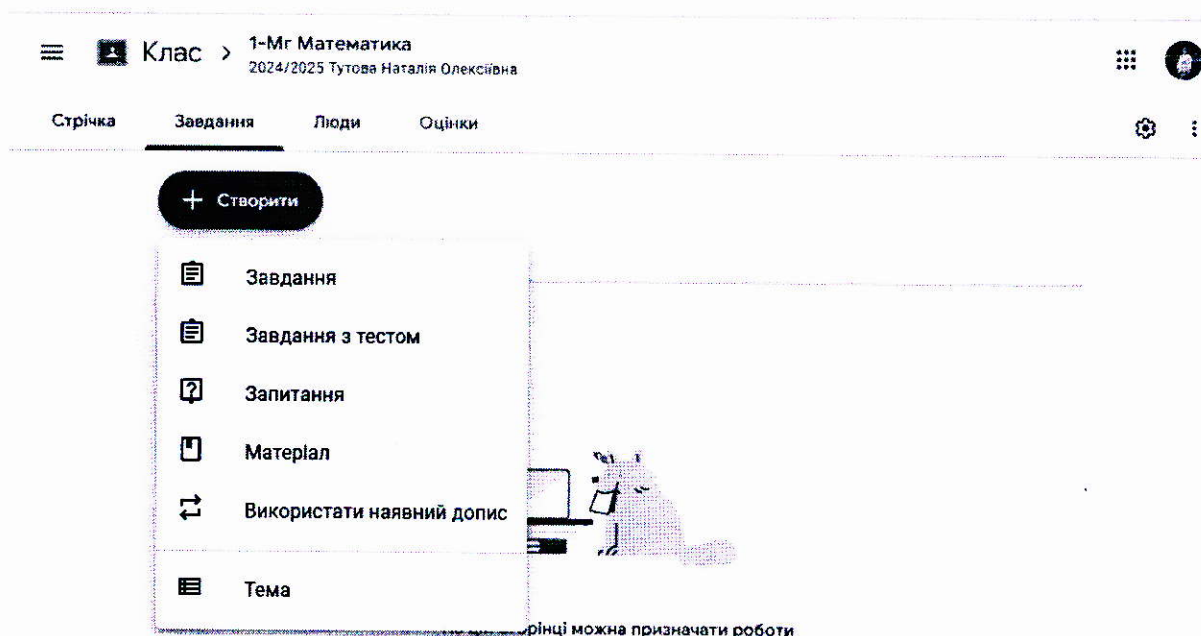 Клас > 1-Мг Математика
2024/2025 Тутова Наталія Олексіївна
Стрічка Завдання Люди Оцінки
+ Створити
Завдання
Завдання з тестом
Запитання
Матеріал
Використати наявний допис
Тема
можна призначати роботи